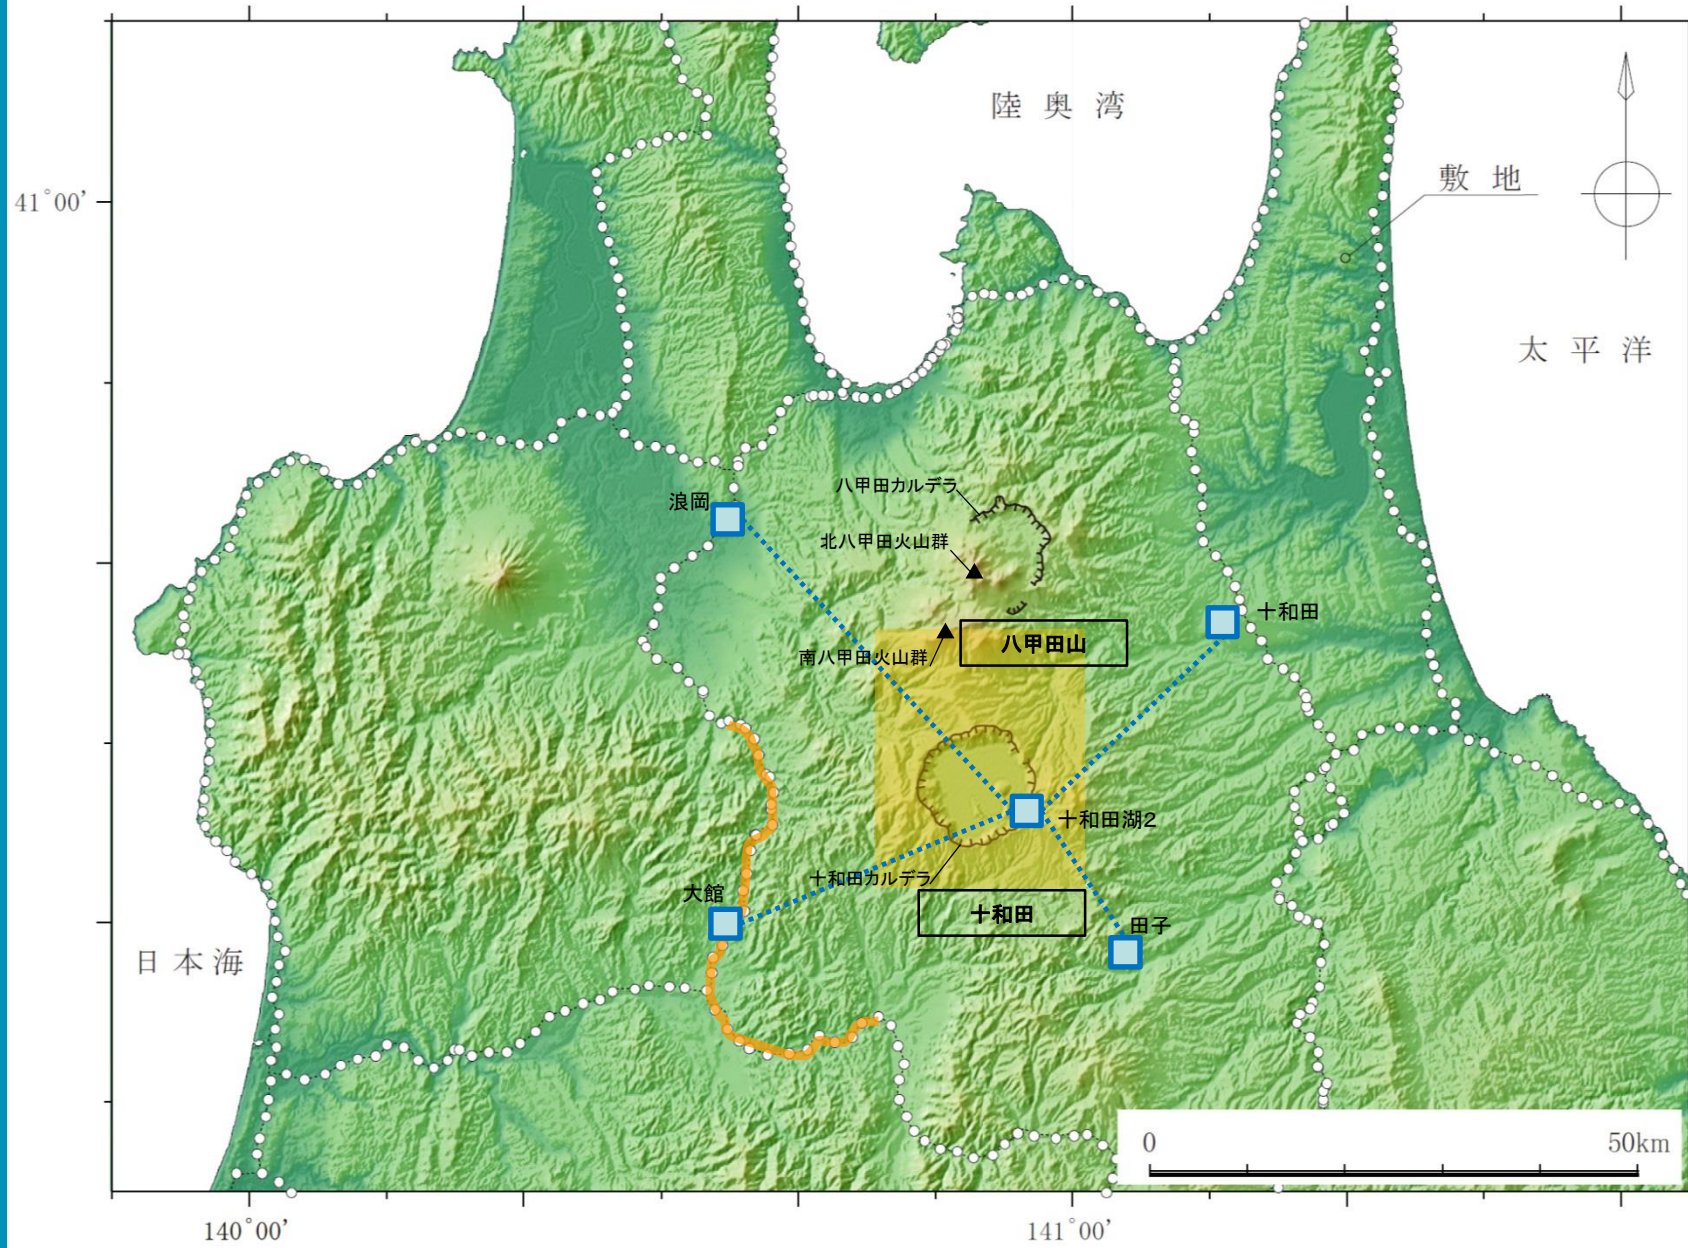 陸奥湾
41°00'
敷地
太平洋
八甲田カルデラ
浪岡
北八甲田火山群
十和田
八甲田山
南八甲田火山群
十和田湖2
十和田カルデラ
大館
十和田
田子
日本海
0 50km
140°00' 141°00'